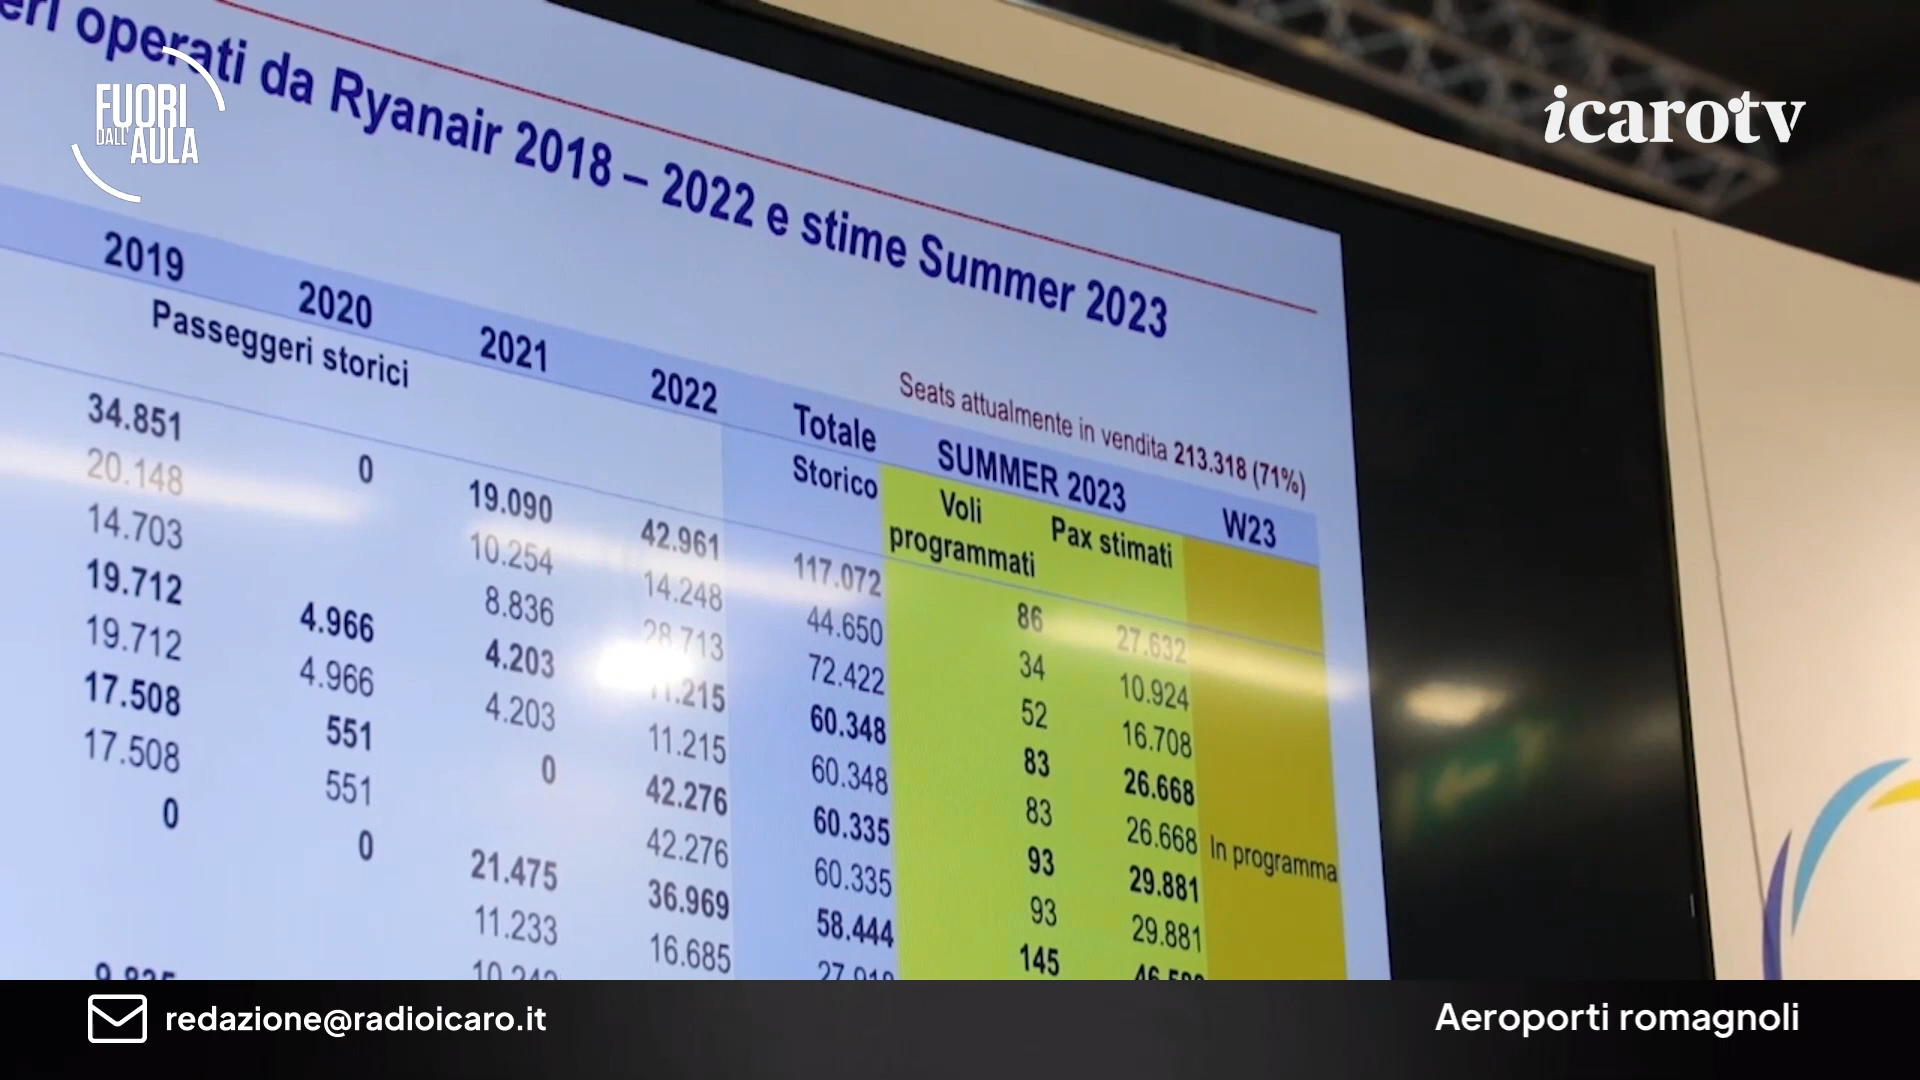 operati da Ryanair 2018 – 2022 e stime Summer 2023
FUORI
DALL'
AULA
icarotv
Seats attualmente in vendita 213.318 (71%)
2019 2020 2021 2022 Totale SUMMER 2023 W23
Passeggeri storici Storico Voli programmati Pax stimati
34.851 0 19.090 42.961 117.072 86 27.632
20.148 10.254 14.248 44.650 34 10.924
14.703 8.836 28.713 72.422 52 16.708
19.712 4.966 4.203 11.215 60.348 83 26.668
19.712 4.966 4.203 11.215 60.348 83 26.668 In programma
17.508 551 0 42.276 60.335 93 29.881
17.508 551 42.276 60.335 93 29.881
0 0 21.475 36.969 58.444 145
11.233 16.685
redazione@radioicaro.it
Aeroporti romagnoli